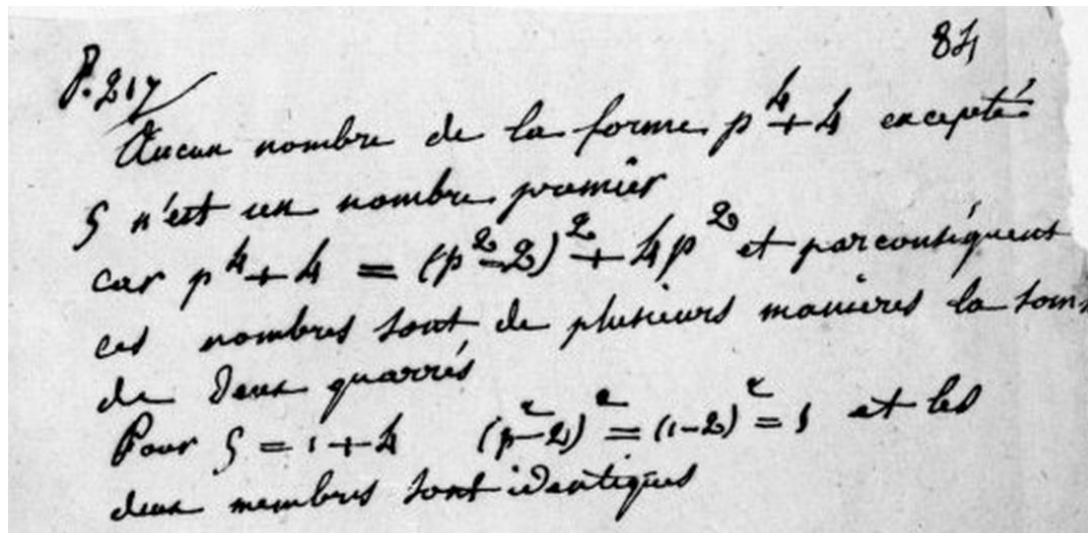 84
P. 217
Aucun nombre de la forme p⁴+4 excepté
5 n'est un nombre premier
car p⁴+4 = (p²-2)²+4p² et parconséquent
ces nombres sont de plusieurs manières la som
de deux quarrés
Pour 5 = 1+4 (p²-2)² = (1-2)² = 1 et les
deux membres sont identiques